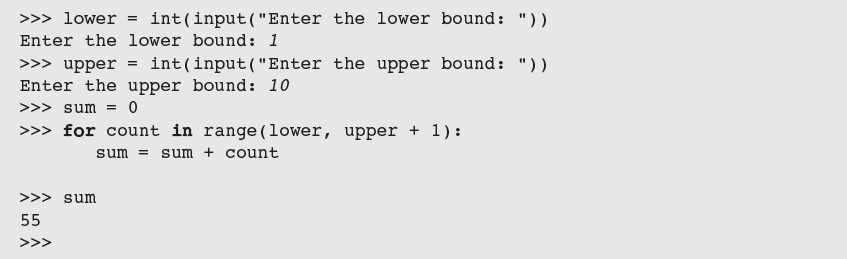 >>> lower = int(input("Enter the lower bound: "))
Enter the lower bound: 1
>>> upper = int(input("Enter the upper bound: "))
Enter the upper bound: 10
>>> sum = 0
>>> for count in range(lower, upper + 1):
       sum = sum + count
>>> sum
55
>>>